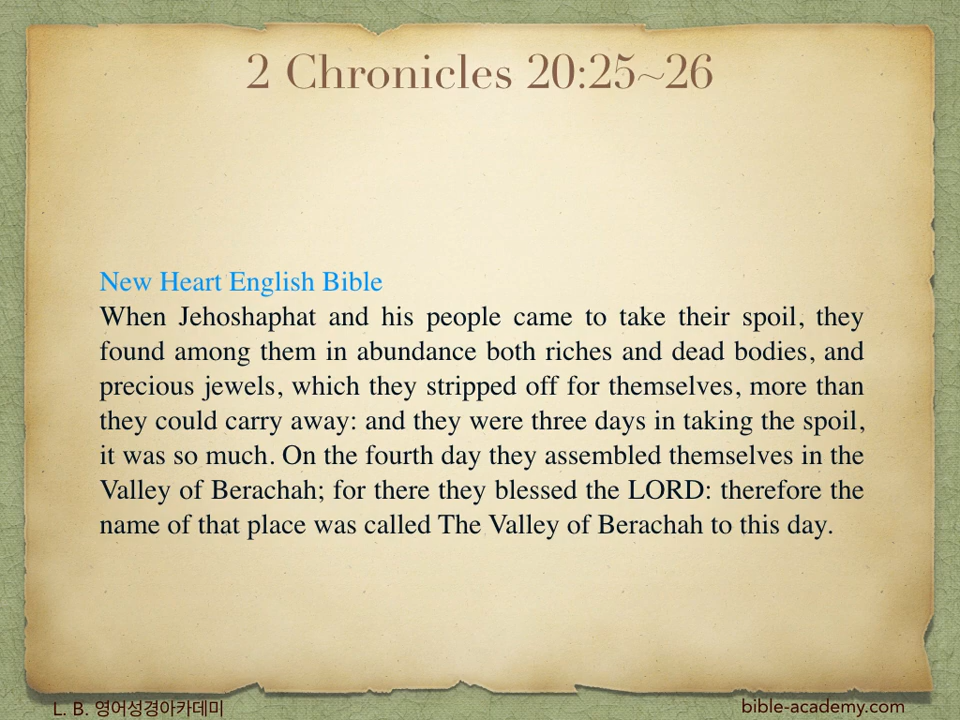 2 Chronicles 20:25~26
New Heart English Bible
When Jehoshaphat and his people came to take their spoil, they
found among them in abundance both riches and dead bodies, and
precious jewels, which they stripped off for themselves, more than
they could carry away: and they were three days in taking the spoil,
it was so much. On the fourth day they assembled themselves in the
Valley of Berachah; for there they blessed the LORD: therefore the
name of that place was called The Valley of Berachah to this day.
L. B. 영어성경아카데미
bible-academy.com